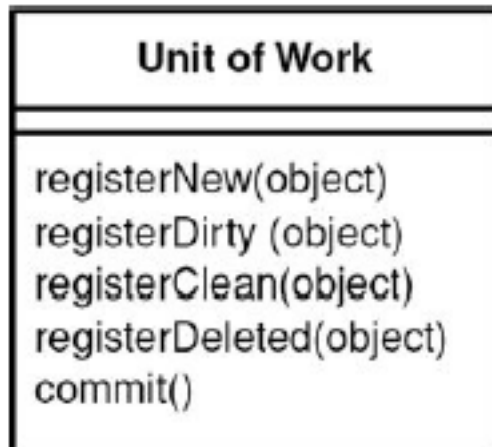 Unit of Work
registerNew(object)
registerDirty (object)
registerClean(object)
registerDeleted(object)
commit()